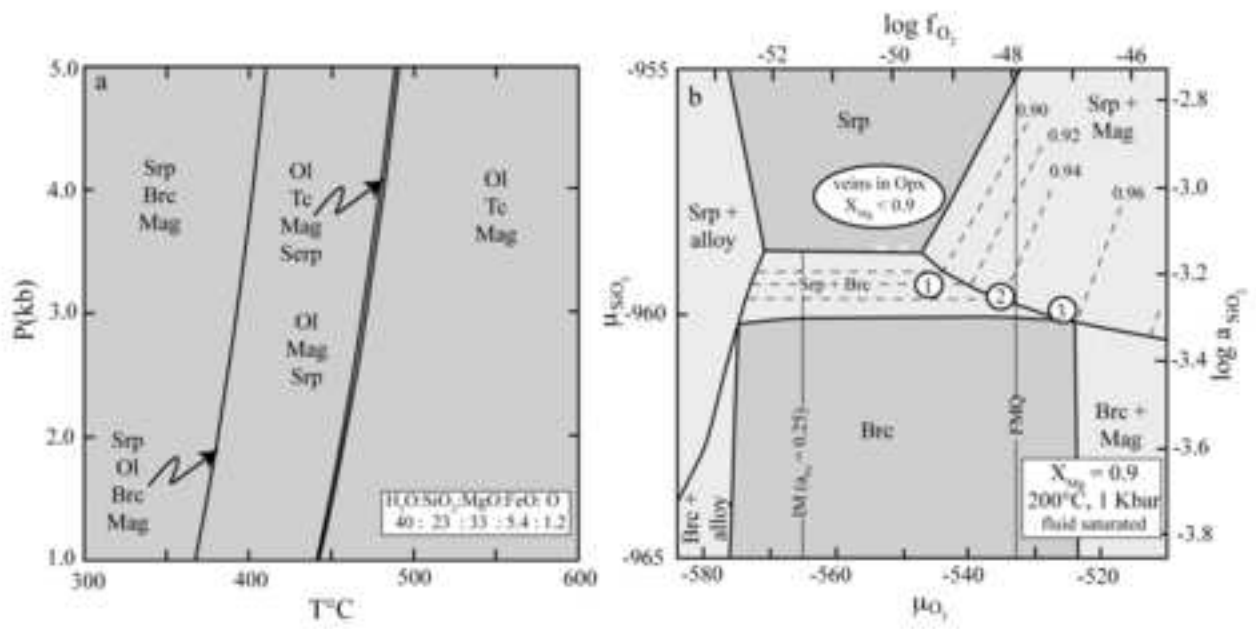 a
5.0
4.0
3.0
2.0
1.0
P(kb)
300
400
500
600
T°C
Srp
Brc
Mag
Ol
Tc
Mag
Serp
Ol
Tc
Mag
Ol
Mag
Srp
Srp
Ol
Brc
Mag
H₂O:SiO₂:MgO:FeO: O
40 : 23 : 33 : 5.4 : 1.2
log fO₂
-52
-50
-48
-46
b
-955
-960
-965
μSiO₂
-580
-560
-540
-520
μO₂
-2.8
-3.0
-3.2
-3.4
-3.6
-3.8
log aSiO₂
Srp
Srp +
Mag
0.90
0.92
0.94
0.96
veins in Opx
XMg < 0.9
Srp +
alloy
Srp + Brc
1
2
3
Brc
IM (aFe = 0.25)
FMQ
Brc +
Mag
Brc +
alloy
XMg = 0.9
200°C, 1 Kbar
fluid saturated